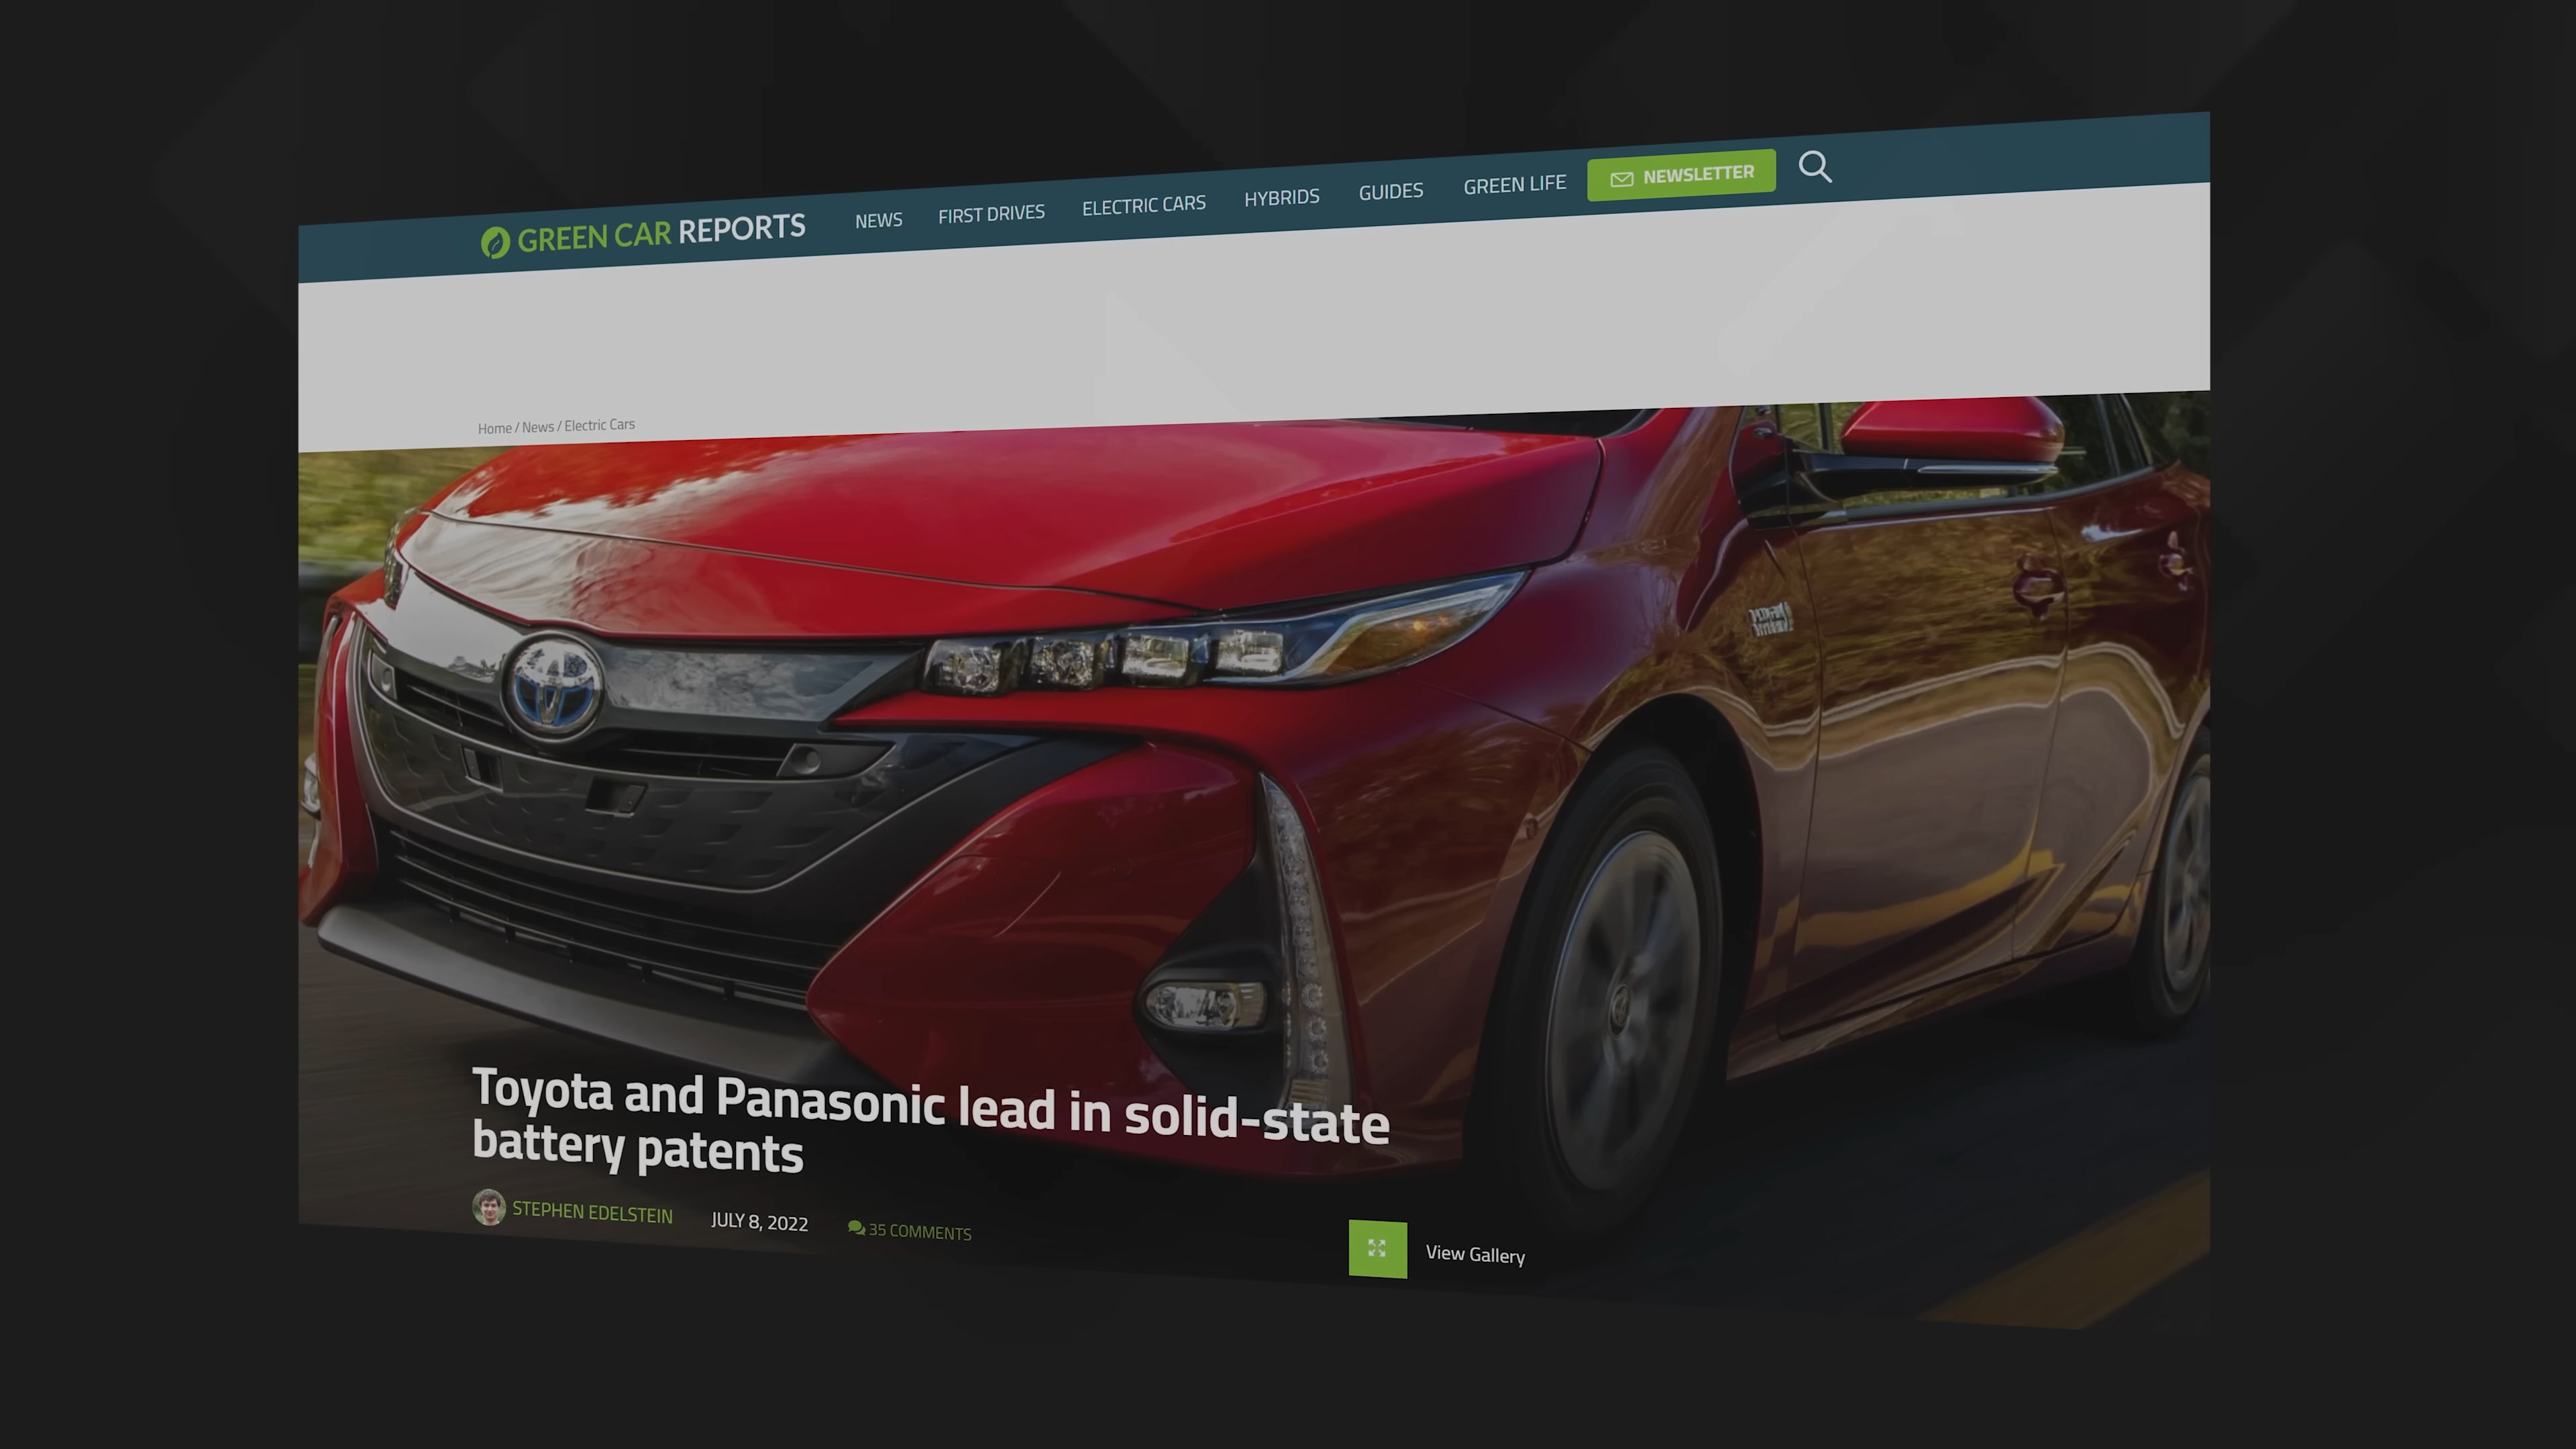 GREEN CAR REPORTS
NEWS FIRST DRIVES ELECTRIC CARS HYBRIDS GUIDES GREEN LIFE NEWSLETTER
Home / News / Electric Cars
Toyota and Panasonic lead in solid-state
battery patents
STEPHEN EDELSTEIN JULY 8, 2022 35 COMMENTS
View Gallery